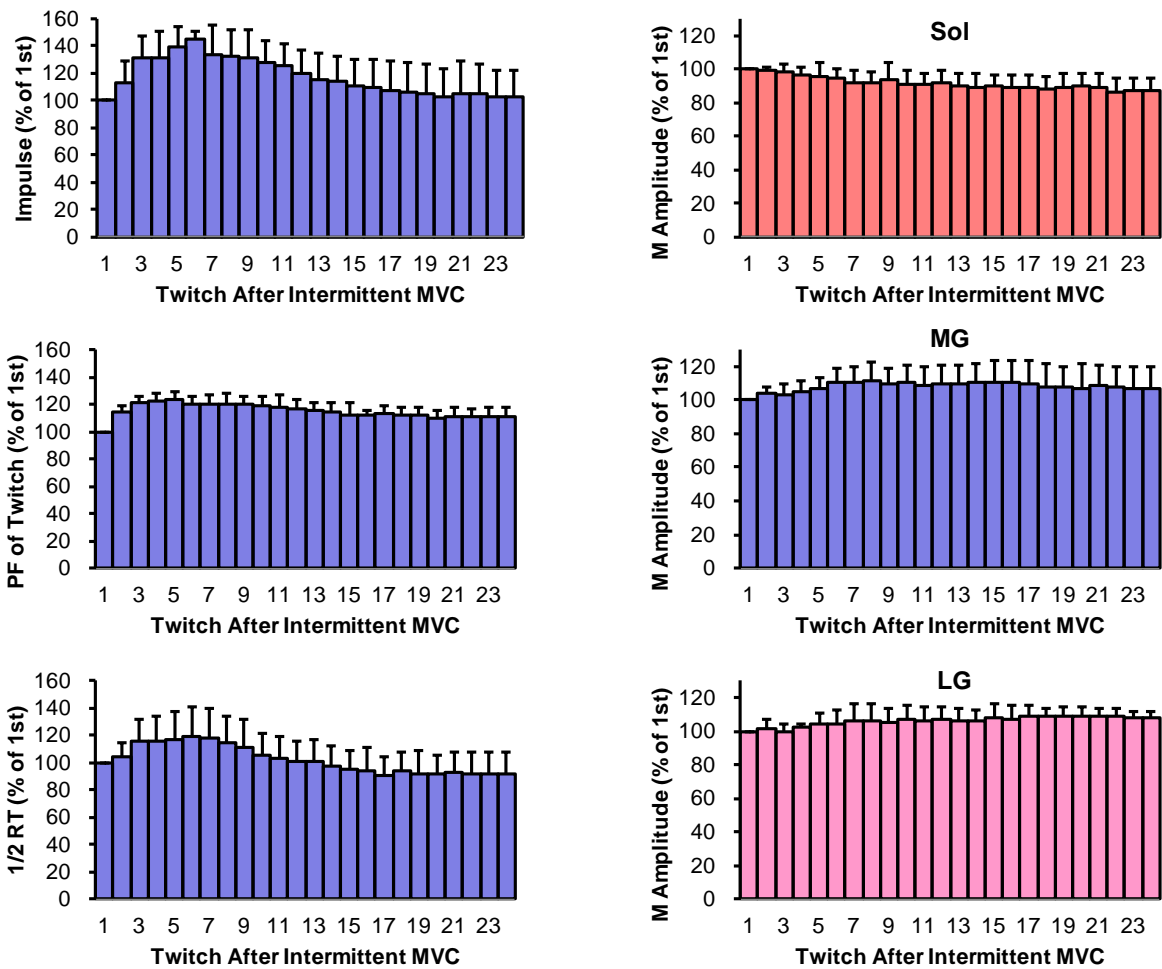 Impulse (% of 1st)
160
140
120
100
80
60
40
20
0
1 3 5 7 9 11 13 15 17 19 21 23
Twitch After Intermittent MVC
Sol
M Amplitude (% of 1st)
120
100
80
60
40
20
0
1 3 5 7 9 11 13 15 17 19 21 23
Twitch After Intermittent MVC
PF of Twitch (% of 1st)
160
140
120
100
80
60
40
20
0
1 3 5 7 9 11 13 15 17 19 21 23
Twitch After Intermittent MVC
MG
M Amplitude (% of 1st)
120
100
80
60
40
20
0
1 3 5 7 9 11 13 15 17 19 21 23
Twitch After Intermittent MVC
1/2 RT (% of 1st)
160
140
120
100
80
60
40
20
0
1 3 5 7 9 11 13 15 17 19 21 23
Twitch After Intermittent MVC
LG
M Amplitude (% of 1st)
120
100
80
60
40
20
0
1 3 5 7 9 11 13 15 17 19 21 23
Twitch After Intermittent MVC